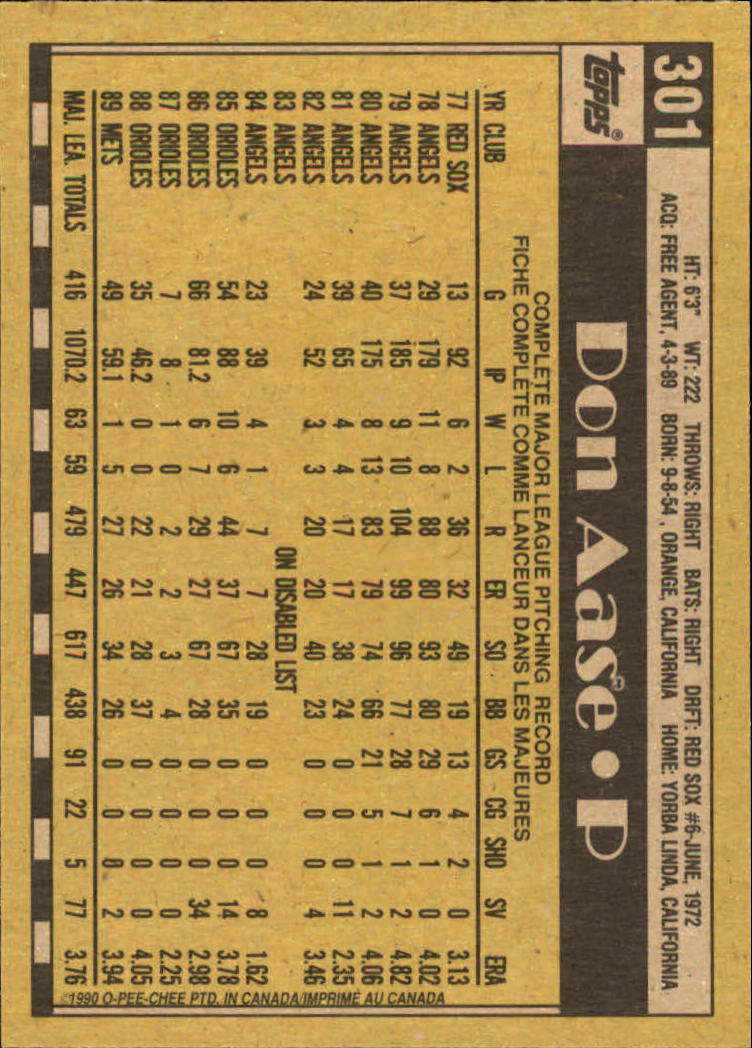 301
topps®
HT: 6'3" WT: 222 THROWS: RIGHT BATS: RIGHT DRFT: RED SOX #6-JUNE, 1972
ACQ: FREE AGENT, 4-3-89 BORN: 9-8-54, ORANGE, CALIFORNIA HOME: YORBA LINDA, CALIFORNIA
Don Aase • P
COMPLETE MAJOR LEAGUE PITCHING RECORD
FICHE COMPLÈTE COMME LANCEUR DANS LES MAJEURES
YR CLUB G IP W L R ER SO BB GS CG SHO SV ERA
77 RED SOX 13 92 6 2 36 32 49 19 13 4 2 0 3.13
78 ANGELS 29 179 11 8 88 80 93 80 29 6 1 0 4.02
79 ANGELS 37 185 9 10 104 99 96 77 28 7 1 2 4.82
80 ANGELS 40 175 8 13 83 79 74 66 21 5 1 2 4.06
81 ANGELS 39 65 4 4 17 17 38 24 0 0 0 11 2.35
82 ANGELS 24 52 3 3 20 20 40 23 0 0 0 4 3.46
83 ANGELS ON DISABLED LIST
84 ANGELS 23 39 4 1 7 7 28 19 0 0 0 8 1.62
85 ORIOLES 54 88 10 6 44 37 67 35 0 0 0 14 3.78
86 ORIOLES 66 81.2 6 7 29 27 67 28 0 0 0 34 2.98
87 ORIOLES 7 8 1 0 2 2 3 4 0 0 0 0 2.25
88 ORIOLES 35 46.2 0 0 22 21 28 37 0 0 0 0 4.05
89 METS 49 59.1 1 5 27 26 34 26 0 0 8 2 3.94
MAJ. LEA. TOTALS 416 1070.2 63 59 479 447 617 438 91 22 5 77 3.76
©1990 O-PEE-CHEE PTD. IN CANADA/IMPRIMÉ AU CANADA